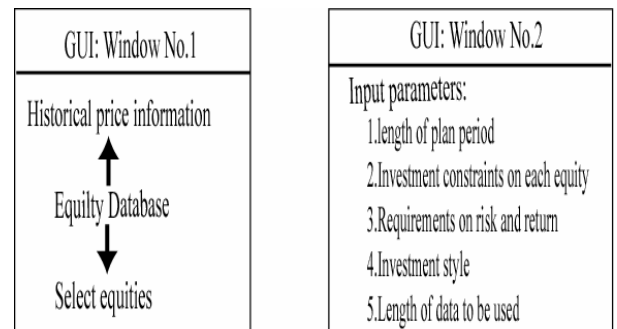 GUI: Window No.1
Historical price information
Equilty Database
Select equities
GUI: Window No.2
Input parameters:
1.length of plan period
2.Investment constraints on each equity
3.Requirements on risk and return
4.Investment style
5.Length of data to be used